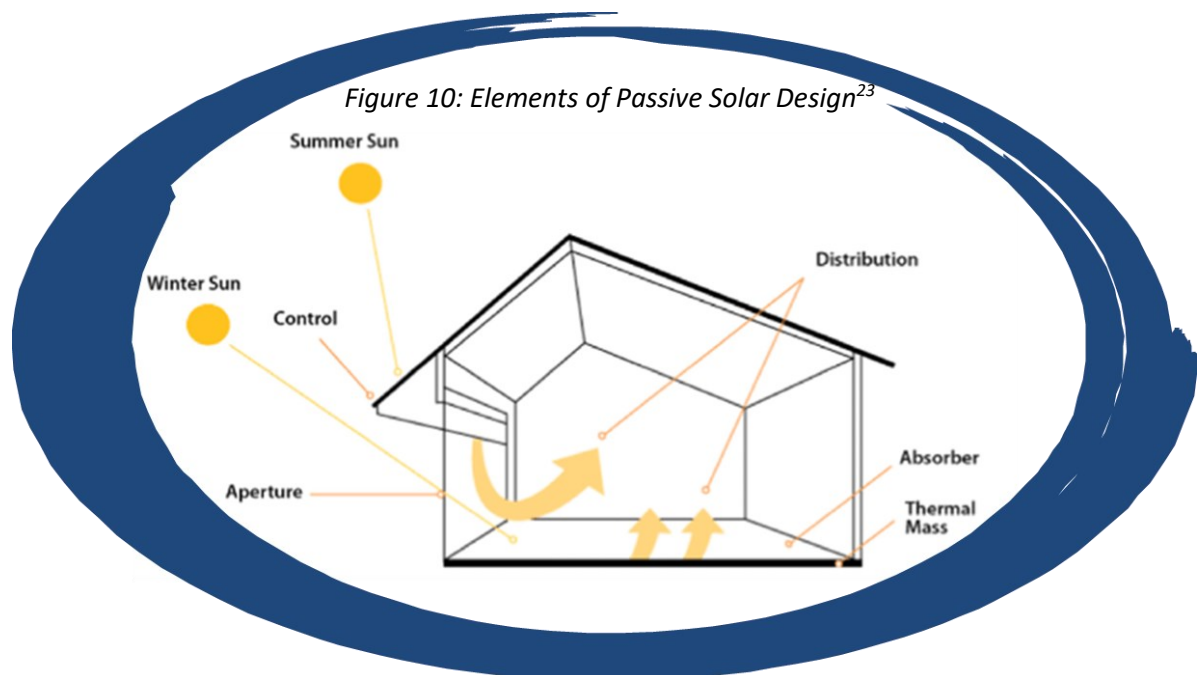 Figure 10: Elements of Passive Solar Design23
Summer Sun
Winter Sun
Control
Distribution
Aperture
Absorber
Thermal
Mass